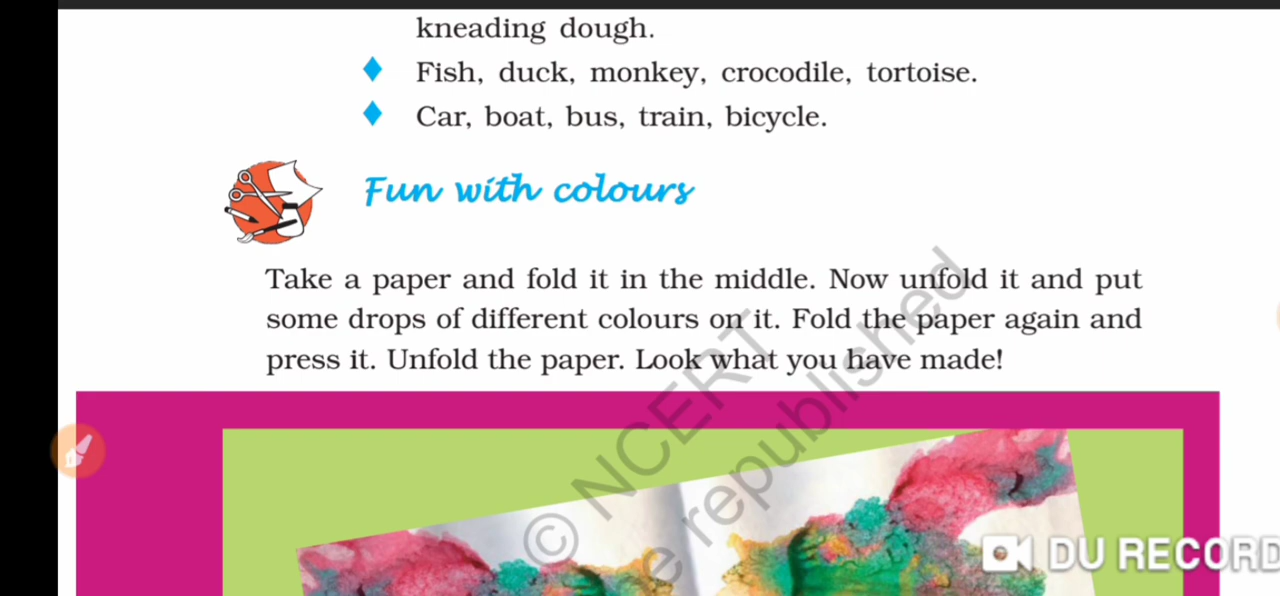 kneading dough.
Fish, duck, monkey, crocodile, tortoise.
Car, boat, bus, train, bicycle.
Fun with colours
Take a paper and fold it in the middle. Now unfold it and put
some drops of different colours on it. Fold the paper again and
press it. Unfold the paper. Look what you have made!
© NCERT
republished
DU RECORD